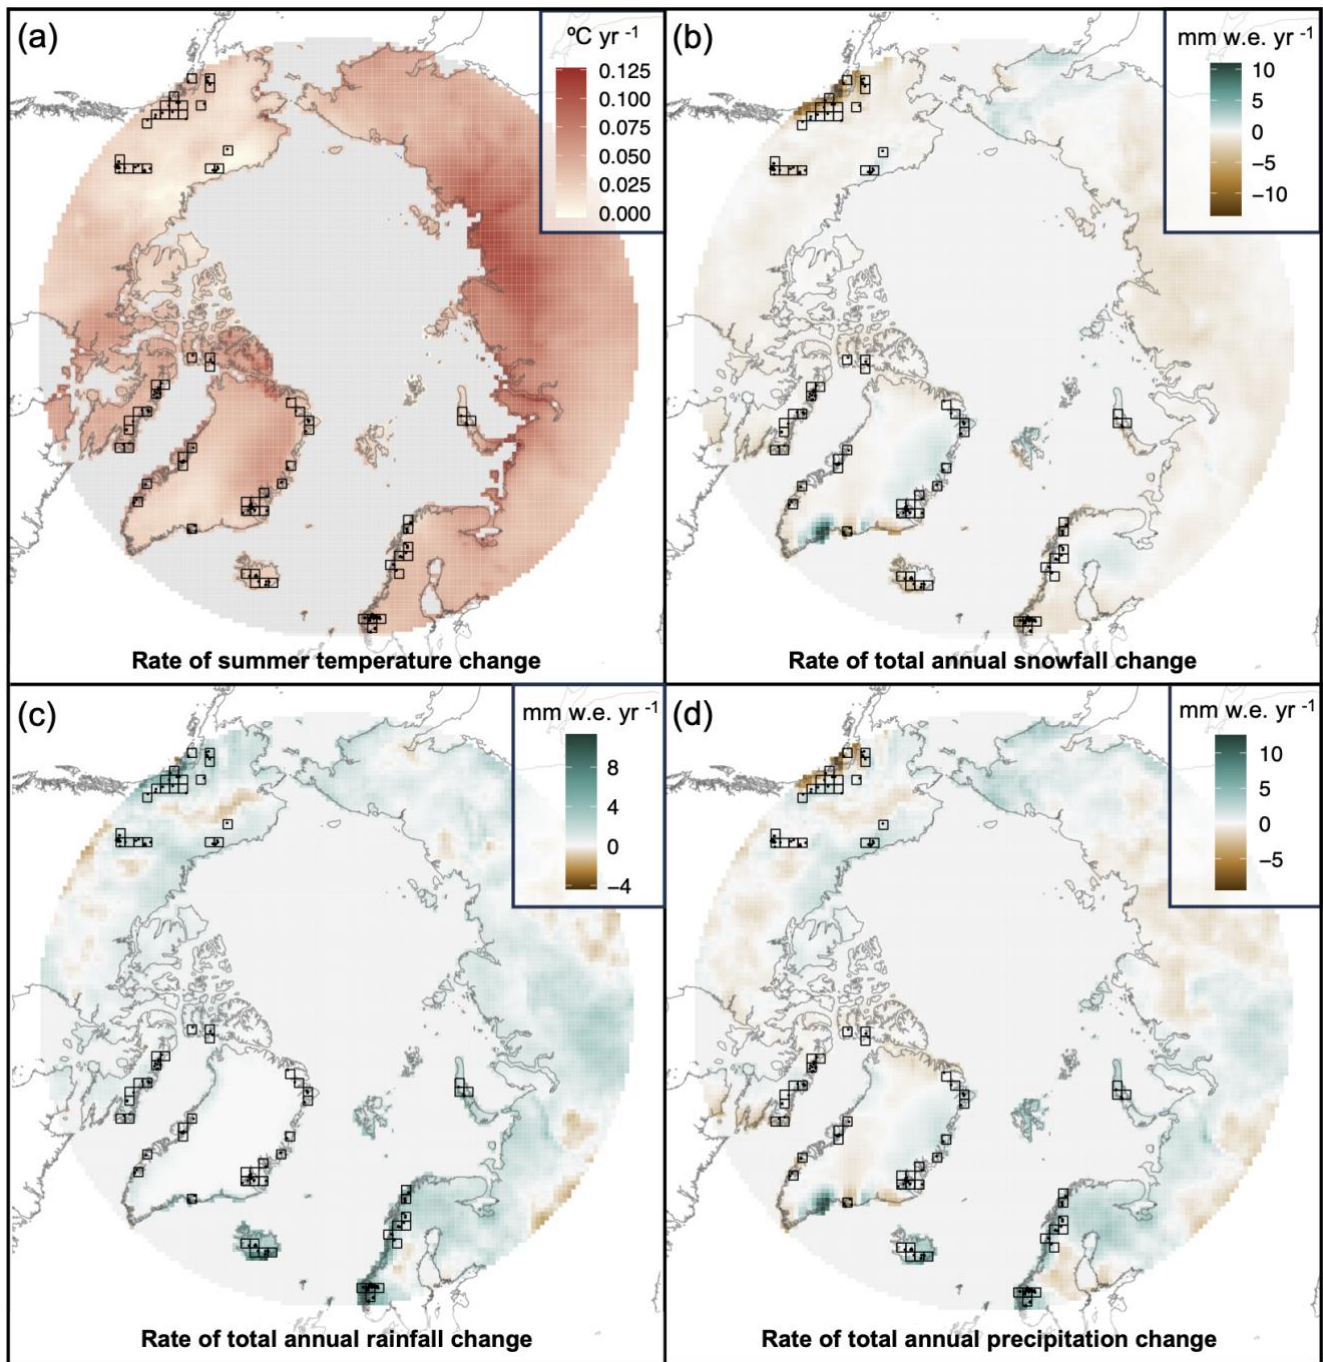 (a)
ºC yr -1
0.125
0.100
0.075
0.050
0.025
0.000
Rate of summer temperature change
(b)
mm w.e. yr -1
10
5
0
−5
−10
Rate of total annual snowfall change
(c)
mm w.e. yr -1
8
4
0
−4
Rate of total annual rainfall change
(d)
mm w.e. yr -1
10
5
0
−5
Rate of total annual precipitation change